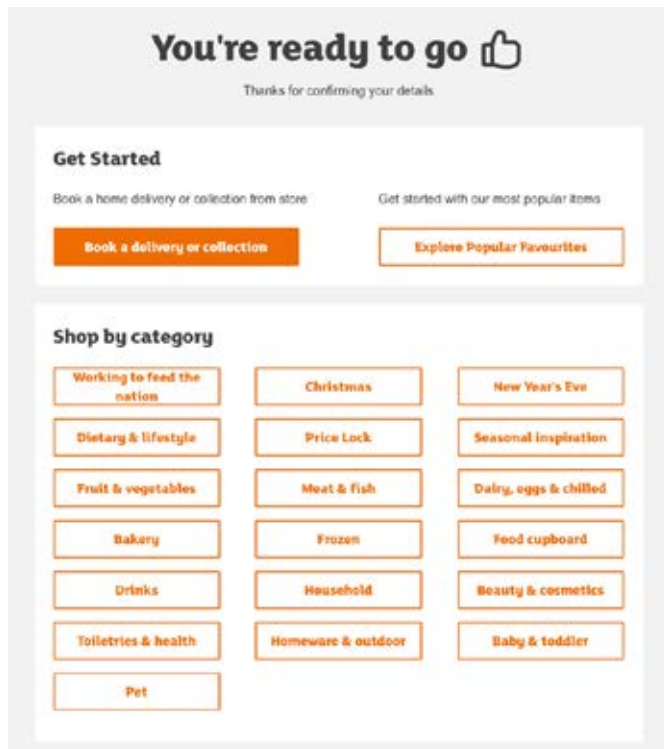 You're ready to go
Thanks for confirming your details
Get Started
Book a home delivery or collection from store
Get started with our most popular items
Book a delivery or collection
Explore Popular Favourites
Shop by category
Working to feed the
nation
Christmas
New Year's Eve
Dietary & lifestyle
Price Lock
Seasonal inspiration
Fruit & vegetables
Meat & fish
Dairy, eggs & chilled
Bakery
Frozen
Food cupboard
Drinks
Household
Beauty & cosmetics
Toiletries & health
Homeware & outdoor
Baby & toddler
Pet